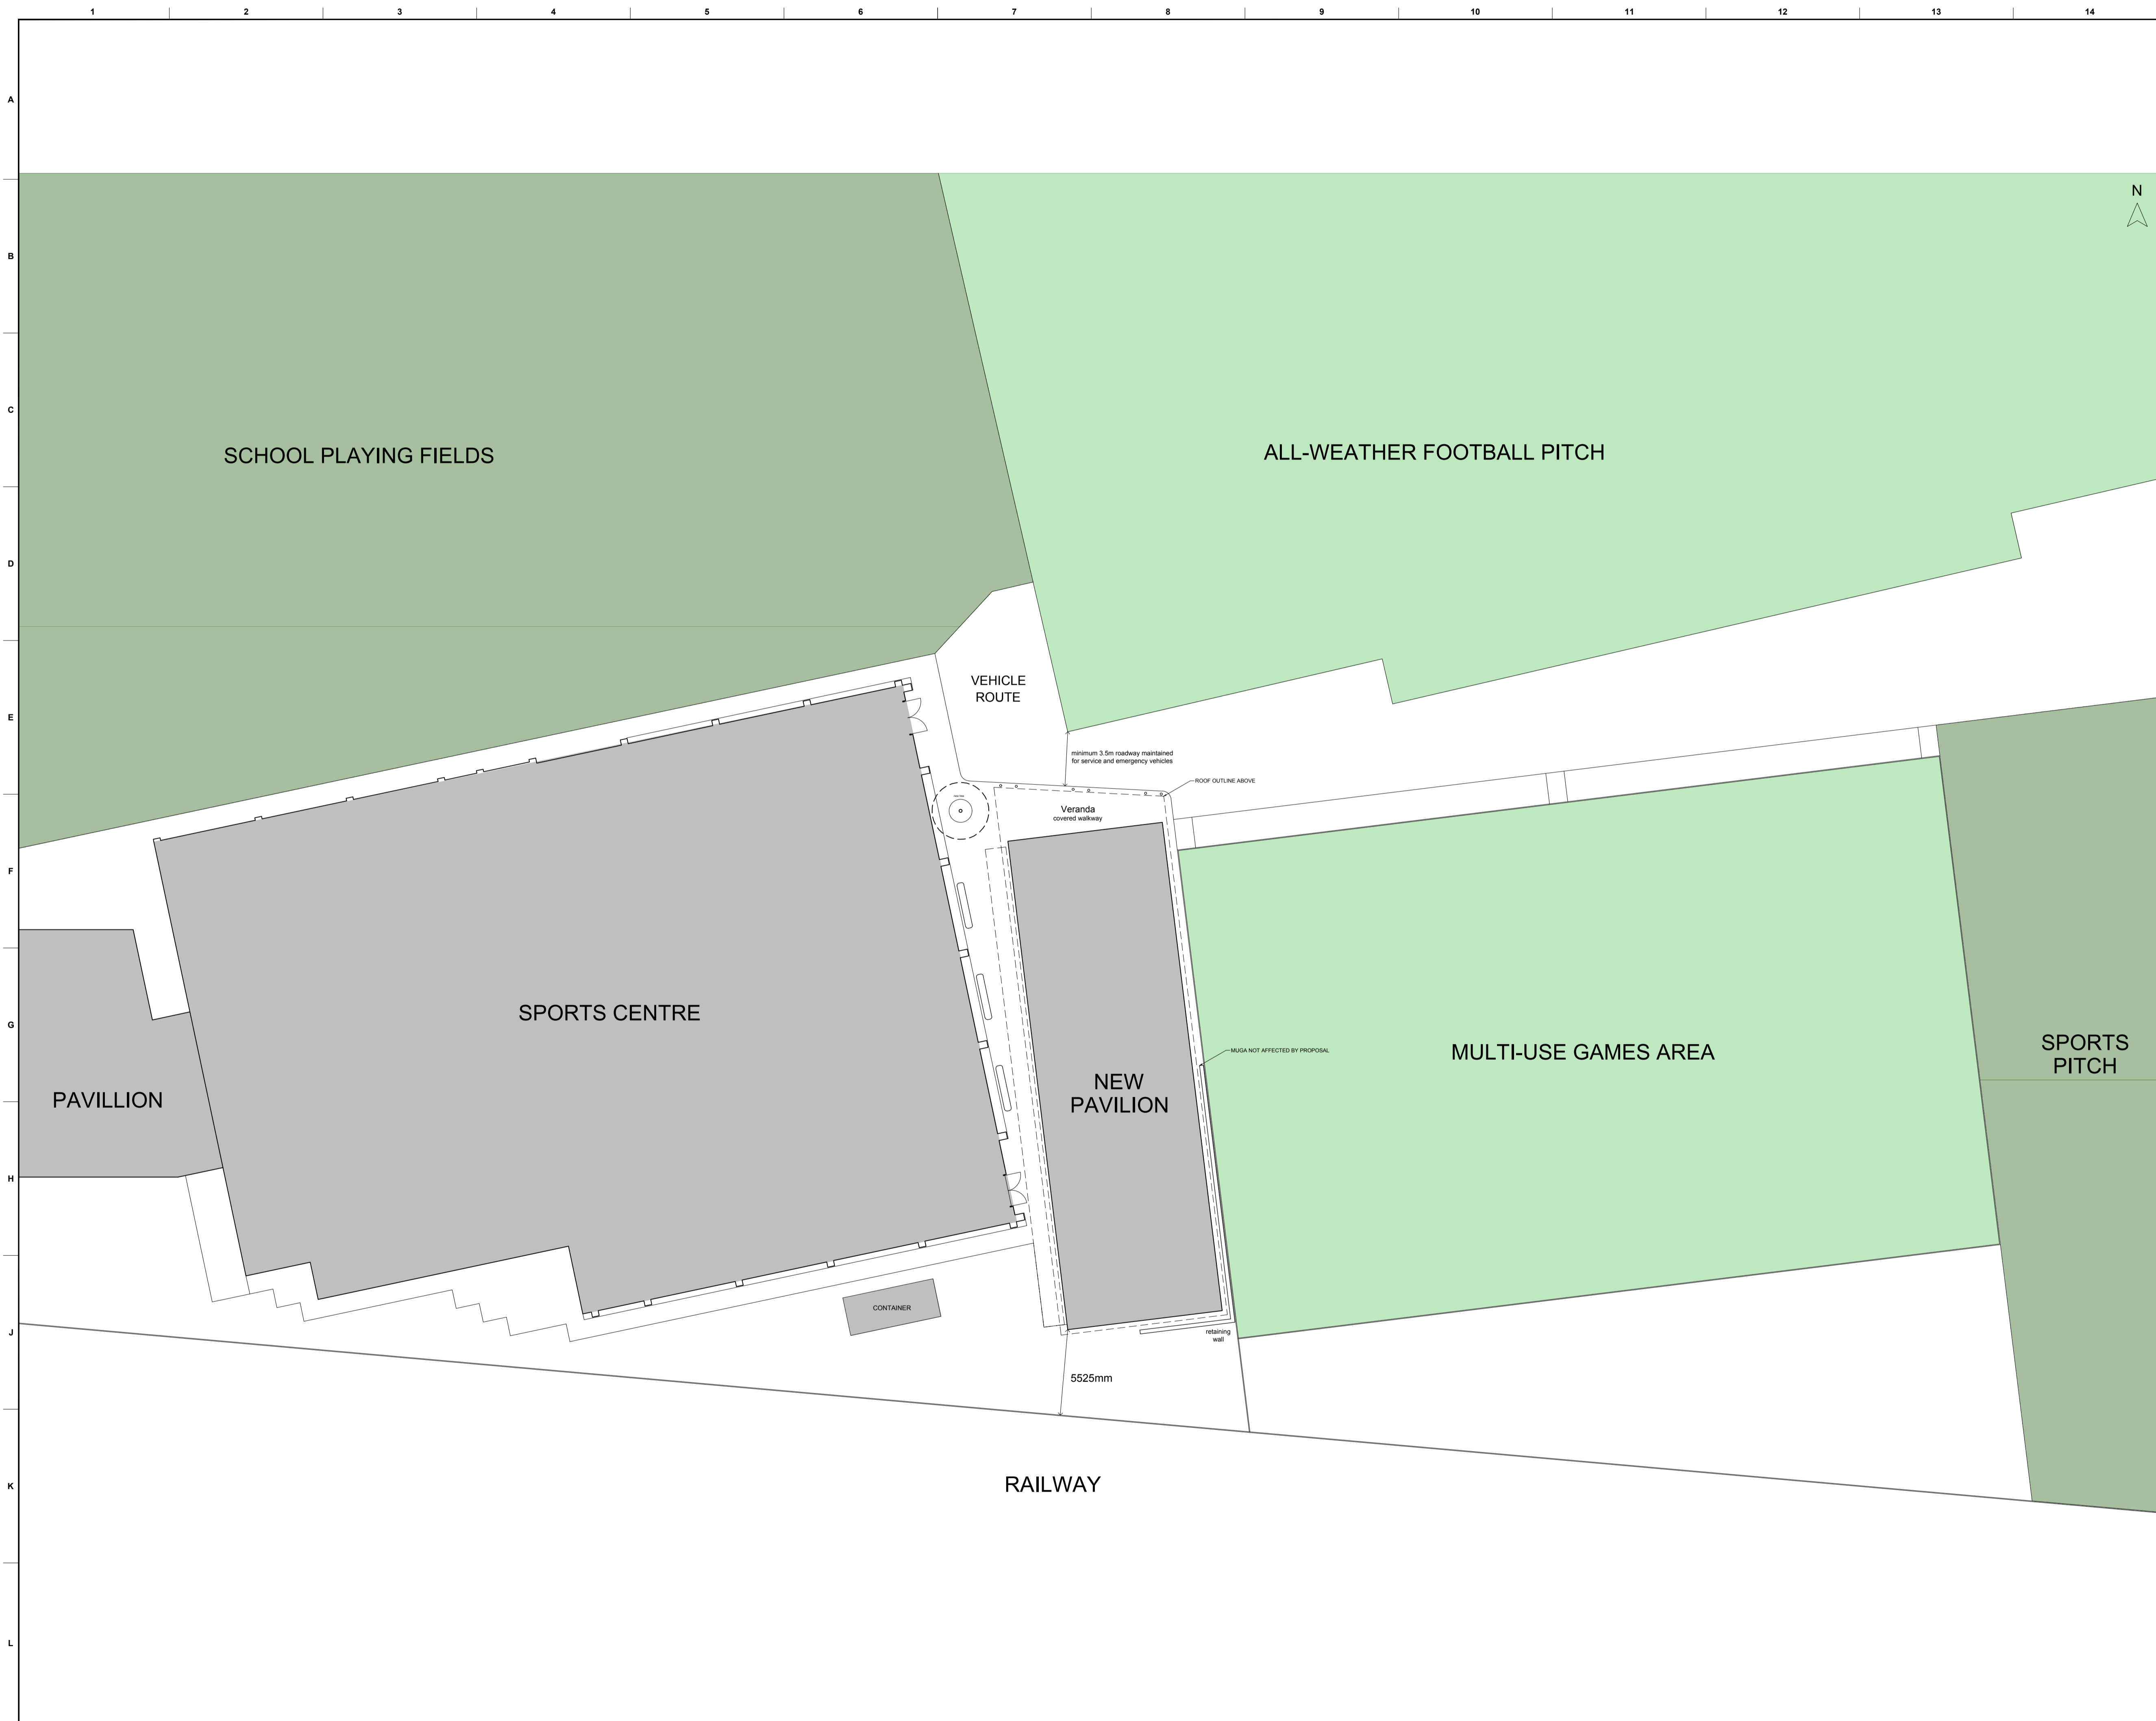 1 2 3 4 5 6 7 8 9 10 11 12 13 14
A
N
B
C
SCHOOL PLAYING FIELDS
ALL-WEATHER FOOTBALL PITCH
D
VEHICLE
ROUTE
E
minimum 3.5m roadway maintained
for service and emergency vehicles
ROOF OUTLINE ABOVE
Veranda
covered walkway
F
SPORTS CENTRE
G
MUGA NOT AFFECTED BY PROPOSAL
MULTI-USE GAMES AREA
SPORTS
PITCH
NEW
PAVILION
PAVILLION
H
CONTAINER
J
retaining
wall
5525mm
K
RAILWAY
L